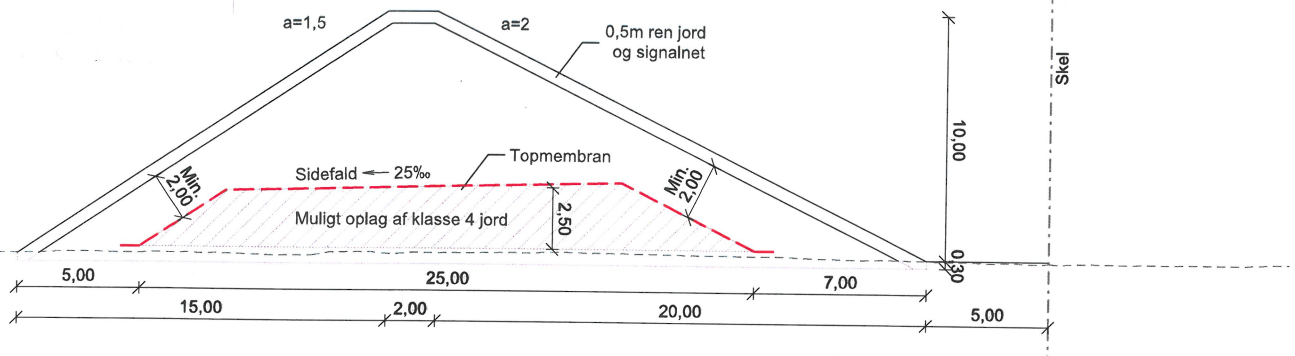 a=1,5
a=2
0,5m ren jord
og signalnet
Skel
10,00
Topmembran
Sidefald 25‰
Min.
2,00
Min.
2,00
Muligt oplag af klasse 4 jord
2,50
0,30
5,00
25,00
7,00
15,00
2,00
20,00
5,00